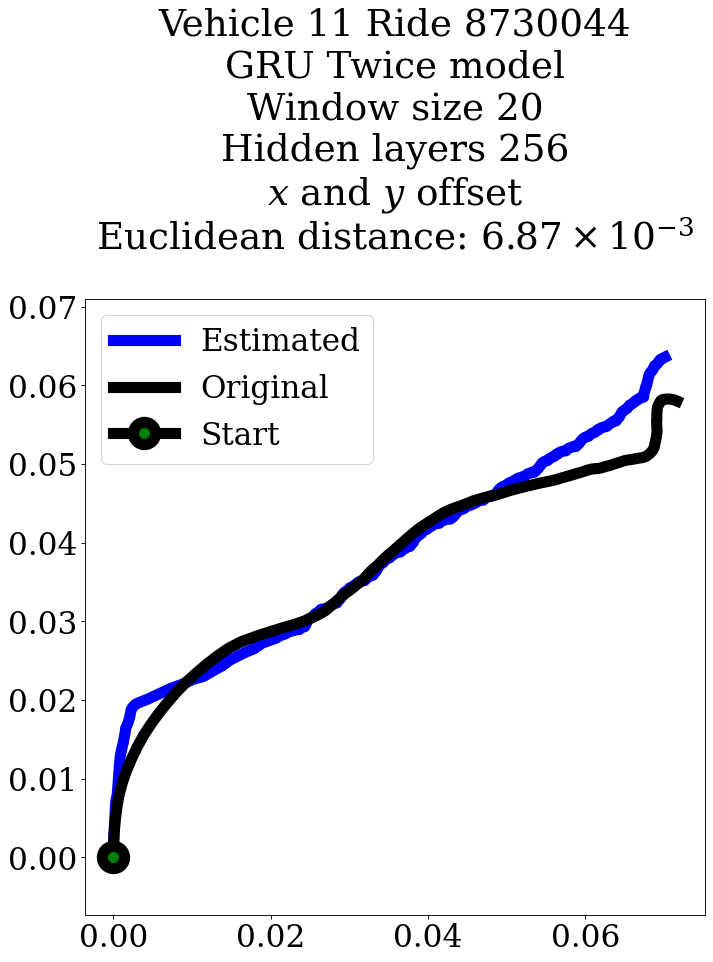 Vehicle 11 Ride 8730044
GRU Twice model
Window size 20
Hidden layers 256
x and y offset
Euclidean distance: 6.87 × 10⁻³
0.07
Estimated
0.06
Original
Start
0.05
0.04
0.03
0.02
0.01
0.00
0.00 0.02 0.04 0.06